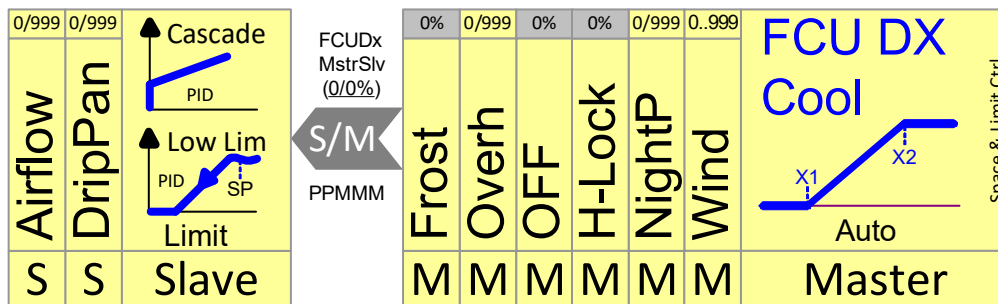 0/999 0/999
Airflow
DripPan
Cascade
PID
Low Lim
PID
SP
Limit
S S Slave
FCUDx
MstrSlv
(0/0%)
S/M
PPMMM
0% 0/999 0% 0% 0/999 0..999
Frost
Overh
OFF
H-Lock
NightP
Wind
FCU DX
Cool
X1
X2
Auto
Space & Limit Ctrl
M M M M M M Master